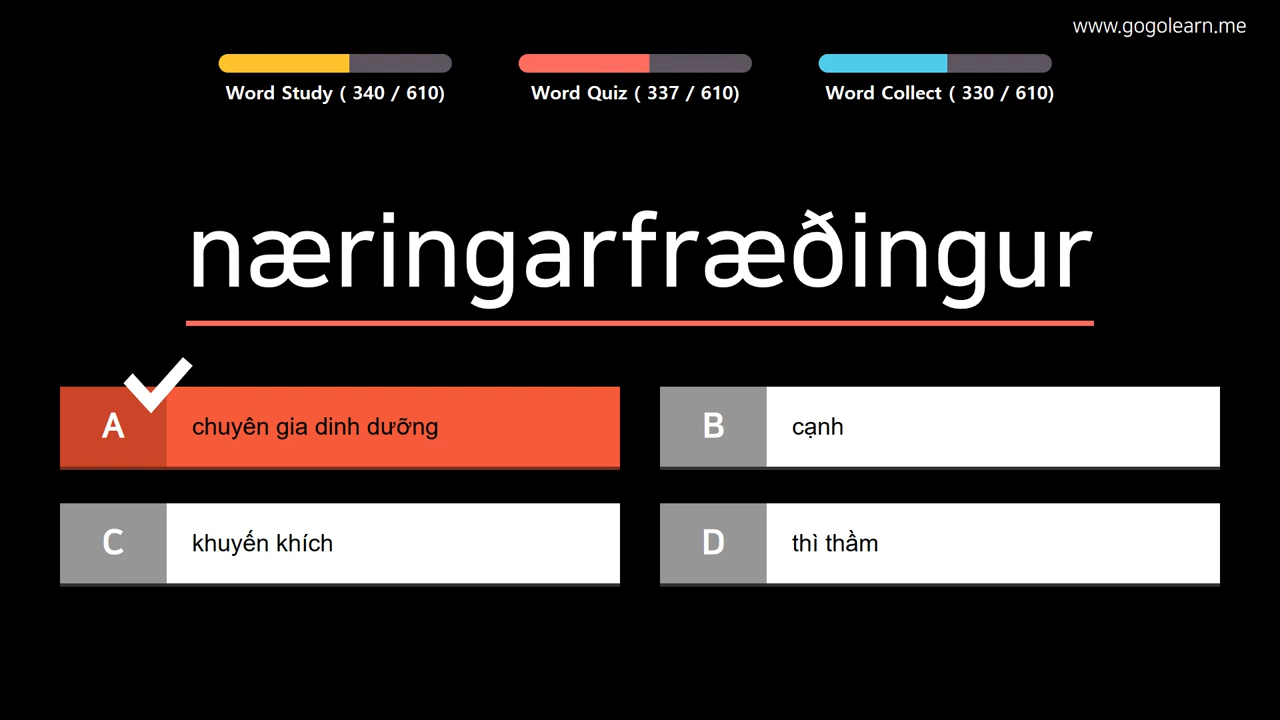 www.gogolearn.me
Word Study ( 340 / 610)
Word Quiz ( 337 / 610)
Word Collect ( 330 / 610)
næringarfræðingur
A
chuyên gia dinh dưỡng
B
cạnh
C
khuyến khích
D
thì thầm